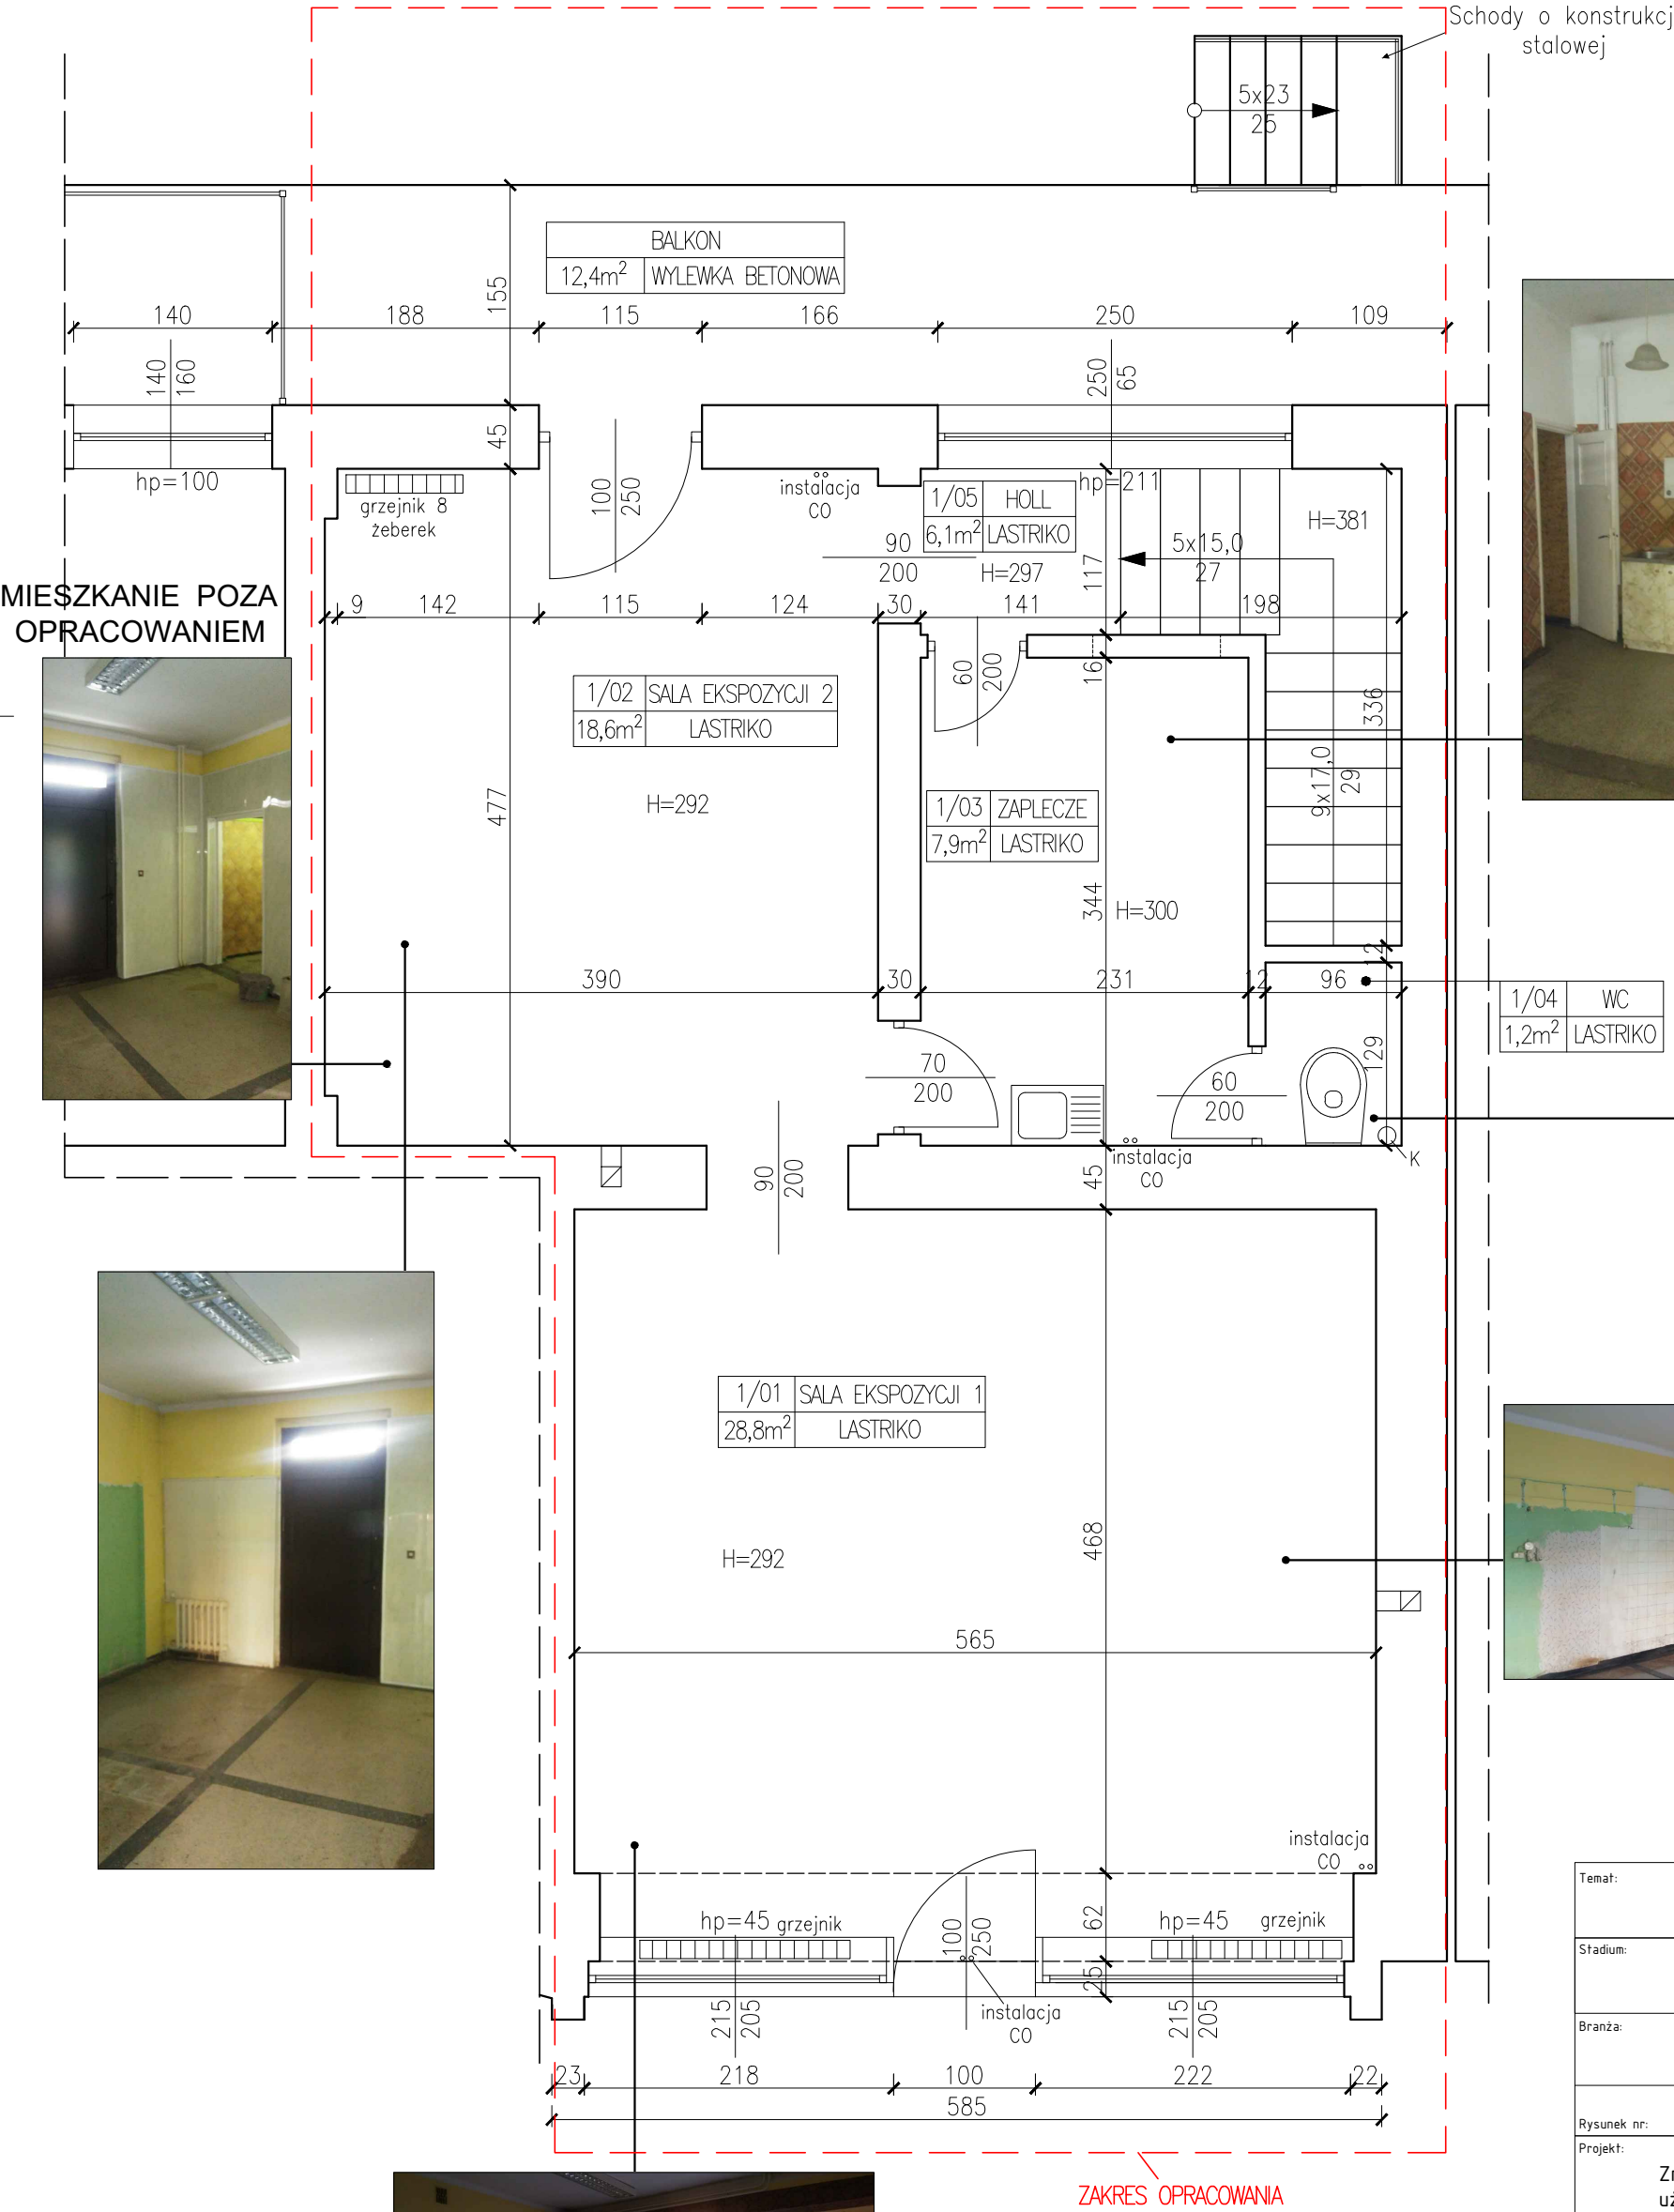 Schody o konstrukcj
stalowej
5x23
25
BALKON
12,4m² WYLEWKA BETONOWA
155
140 188 115 166 250 109
140
160
250
65
45
hp=100
grzejnik 8
żeberek
100
250
instalacja
CO
1/05 HOLL
6,1m² LASTRIKO
hp=211
H=381
90
200
H=297
117
5x15,0
27
MIESZKANIE POZA
OPRACOWANIEM
9 142 115 124 30 141 198
60
200
16
336
1/02 SALA EKSPOZYCJI 2
18,6m² LASTRIKO
477
H=292
9x17,0
29
1/03 ZAPLECZE
7,9m² LASTRIKO
344
H=300
12
390 30 231 12 96
1/04 WC
1,2m² LASTRIKO
129
70
200
60
200
instalacja
CO
K
90
200
45
1/01 SALA EKSPOZYCJI 1
28,8m² LASTRIKO
468
H=292
565
instalacja
CO
hp=45 grzejnik
100
250
62
hp=45 grzejnik
25
instalacja
CO
215
205
215
205
23 218 100 222 22
585
ZAKRES OPRACOWANIA
Temat:
Stadium:
Branża:
Rysunek nr:
Projekt:
Zr
uż